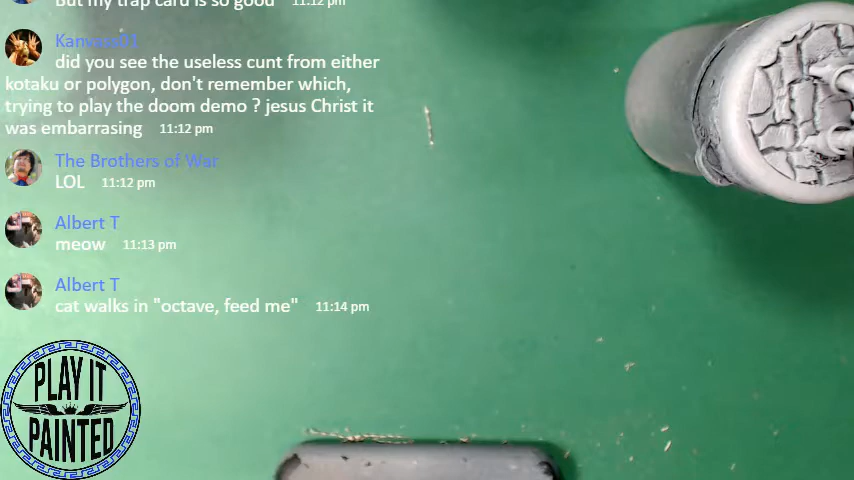 But my trap card is so good 11:12 pm
Kanvass01
did you see the useless cunt from either
kotaku or polygon, don't remember which,
trying to play the doom demo ? jesus Christ it
was embarrasing 11:12 pm
The Brothers of War
LOL 11:12 pm
Albert T
meow 11:13 pm
Albert T
cat walks in "octave, feed me" 11:14 pm
PLAY IT
PAINTED